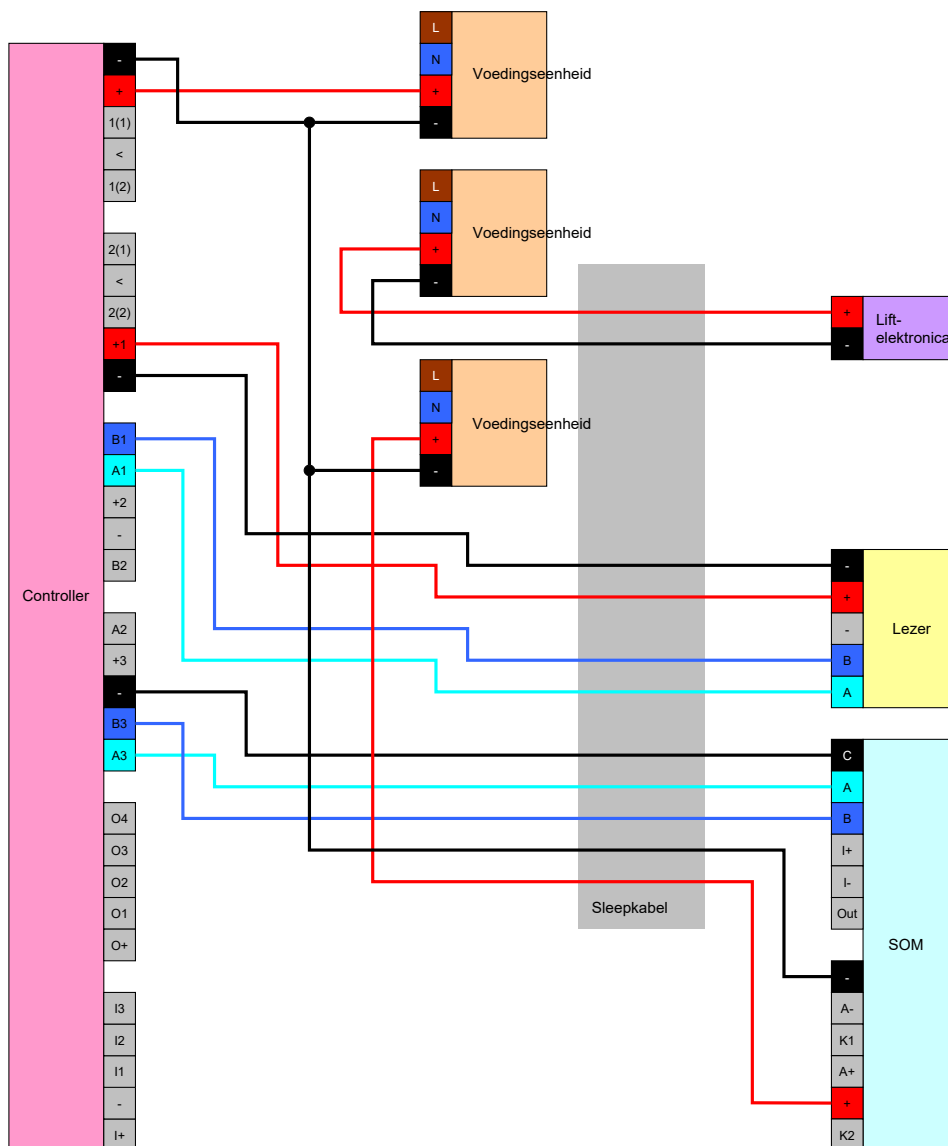 Controller
-
+
1(1)
<
1(2)
2(1)
<
2(2)
+1
-
B1
A1
+2
-
B2
A2
+3
-
B3
A3
O4
O3
O2
O1
O+
I3
I2
I1
-
I+
L
N
+
-
Voedingseenheid
L
N
+
-
Voedingseenheid
L
N
+
-
Voedingseenheid
Sleepkabel
+
-
Lift-
elektronica
-
+
-
B
A
Lezer
C
A
B
I+
I-
Out
-
A-
K1
A+
+
K2
SOM